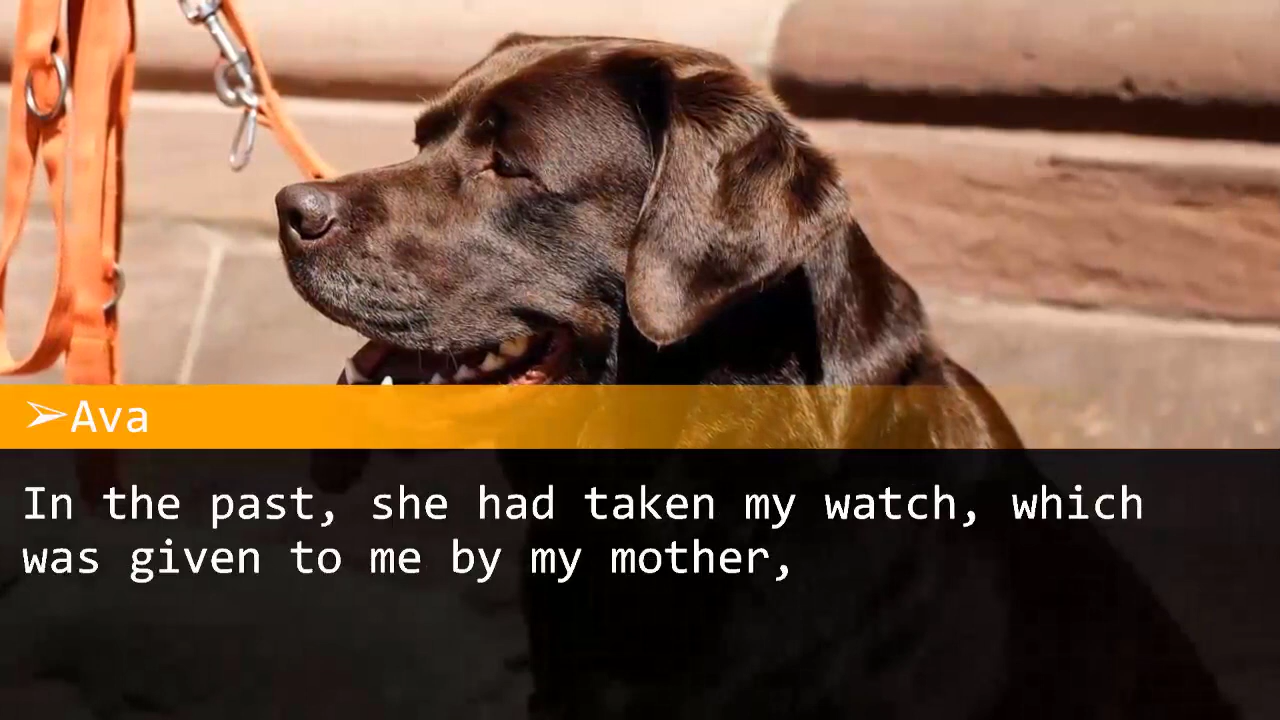 ➢Ava
In the past, she had taken my watch, which
was given to me by my mother,